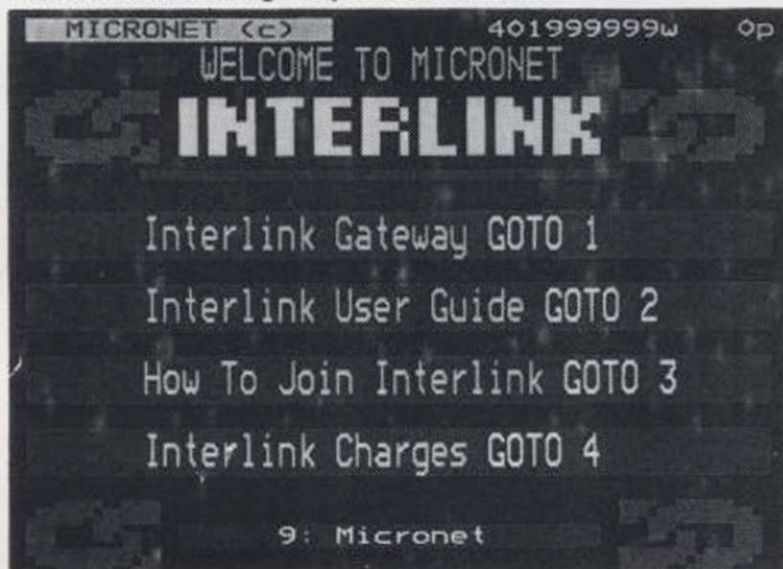 MICRONET (c) 401999999w 0p
WELCOME TO MICRONET
INTERLINK
Interlink Gateway GOTO 1
Interlink User Guide GOTO 2
How To Join Interlink GOTO 3
Interlink Charges GOTO 4
9: Micronet